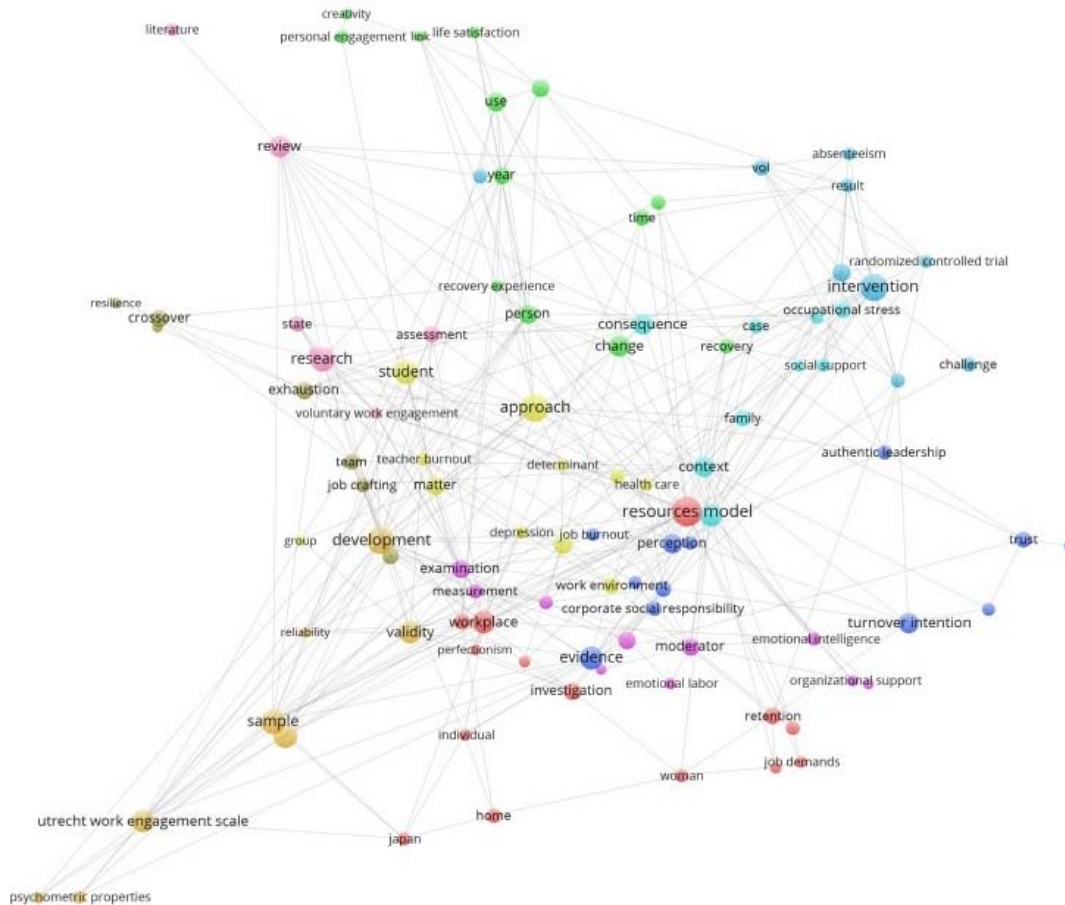 creativity
literature
personal engagement
link
life satisfaction
use
review
absenteeism
vol
year
result
time
randomized controlled trial
intervention
recovery experience
resilience
crossover
person
occupational stress
state
consequence
case
assessment
change
recovery
research
social support
challenge
student
exhaustion
approach
voluntary work engagement
family
authentic leadership
team
teacher burnout
determinant
context
job crafting
matter
health care
resources model
depression
job burnout
group
development
perception
trust
examination
work environment
measurement
corporate social responsibility
workplace
turnover intention
reliability
validity
emotional intelligence
perfectionism
evidence
moderator
emotional labor
organizational support
investigation
sample
retention
individual
job demands
woman
home
utrecht work engagement scale
japan
psychometric properties